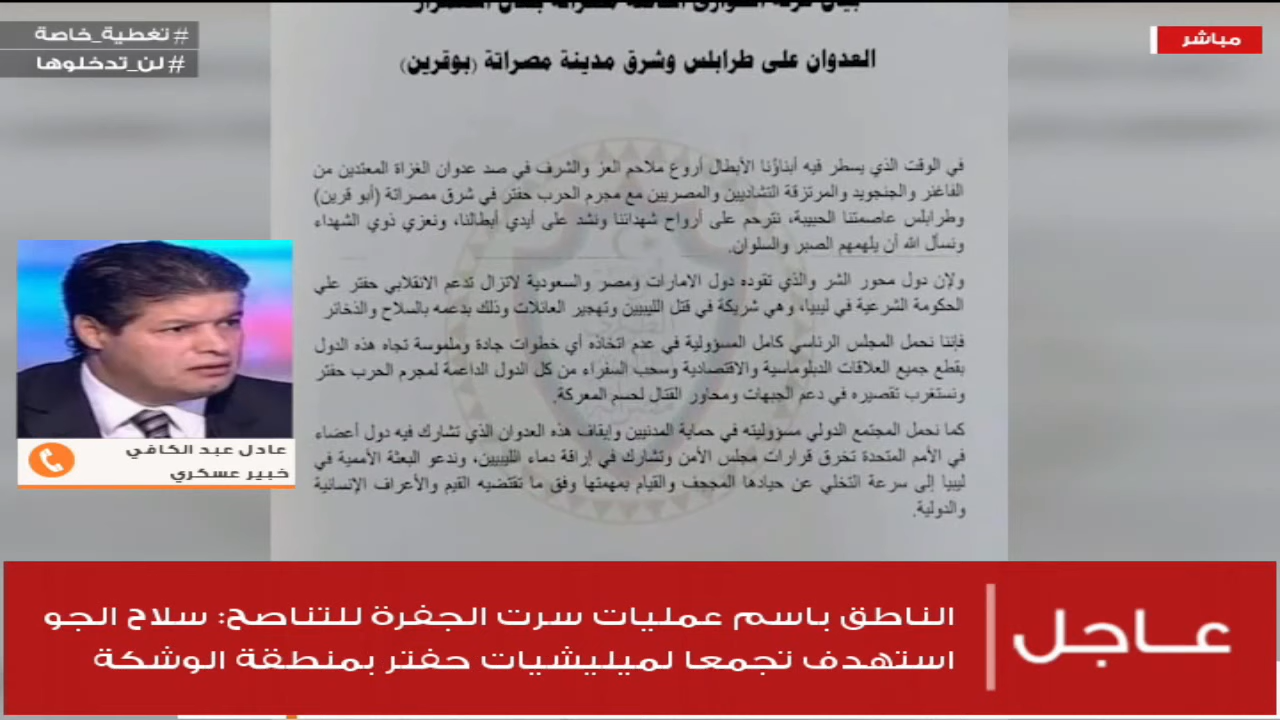 #تغطية_خاصة
#لن_تدخلوها
مباشر
العدوان على طرابلس وشرق مدينة مصراتة (بوقرين)
في الوقت الذي يسطر فيه أبناؤنا الأبطال أروع ملاحم العز والشرف في صد عدوان الغزاة المعتدين من
الفاغنر والجنجويد والمرتزقة التشاديين والمصريين مع مجرم الحرب حفتر في شرق مصراتة (أبو قرين)
وطرابلس عاصمتنا الحبيبة، نترحم على أرواح شهدائنا ونشد على أيدي أبطالنا، ونعزي ذوي الشهداء
ونسأل الله أن يلهمهم الصبر والسلوان.
ولان دول محور الشر والذي تقوده دول الامارات ومصر والسعودية لاتزال تدعم الانقلابي حفتر علي
الحكومة الشرعية في ليبيا، وهي شريكة في قتل الليبيين وتهجير العائلات وذلك بدعمه بالسلاح والذخائر
فإننا نحمل المجلس الرئاسي كامل المسؤولية في عدم اتخاذه أي خطوات جادة وملموسة تجاه هذه الدول
بقطع جميع العلاقات الدبلوماسية والاقتصادية وسحب السفراء من كل الدول الداعمة لمجرم الحرب حفتر
ونستغرب تقصيره في دعم الجبهات ومحاور القتال لحسم المعركة.
كما نحمل المجتمع الدولي مسؤوليته في حماية المدنيين وإيقاف هذه العدوان الذي تشارك فيه دول أعضاء
في الأمم المتحدة تخرق قرارات مجلس الأمن وتشارك في إراقة دماء الليبيين، وندعو البعثة الأممية في
ليبيا إلى سرعة التخلي عن حيادها المجحف والقيام بمهمتها وفق ما تقتضيه القيم والأعراف الإنسانية
والدولية.
عادل عبد الكافي
خبير عسكري
عاجل
الناطق باسم عمليات سرت الجفرة للتناصح: سلاح الجو
استهدف تجمعا لميليشيات حفتر بمنطقة الوشكة